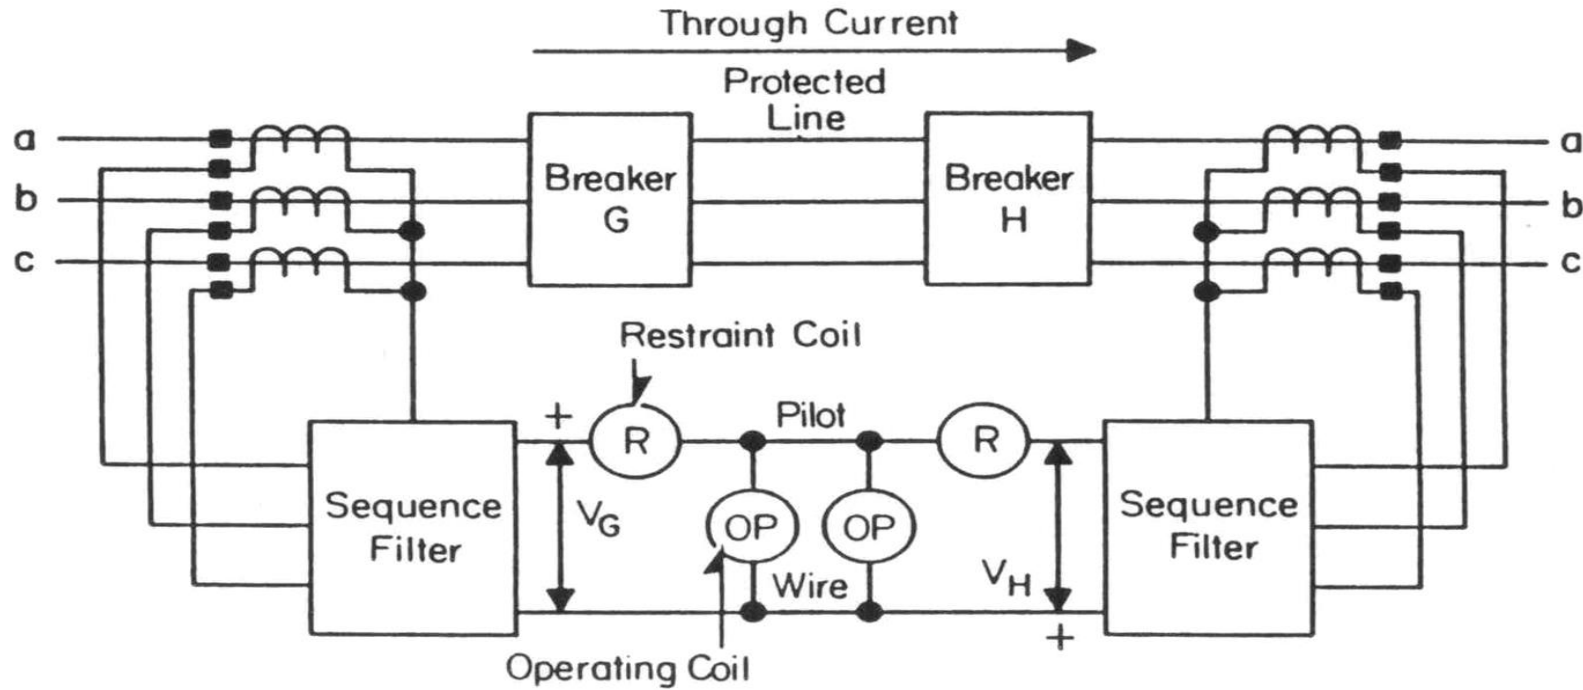 Through Current
Protected
Line
a
a
b
b
c
c
Breaker
G
Breaker
H
Restraint Coil
+
R
Pilot
R
Sequence
Filter
VG
OP
OP
Wire
VH
+
Sequence
Filter
Operating Coil